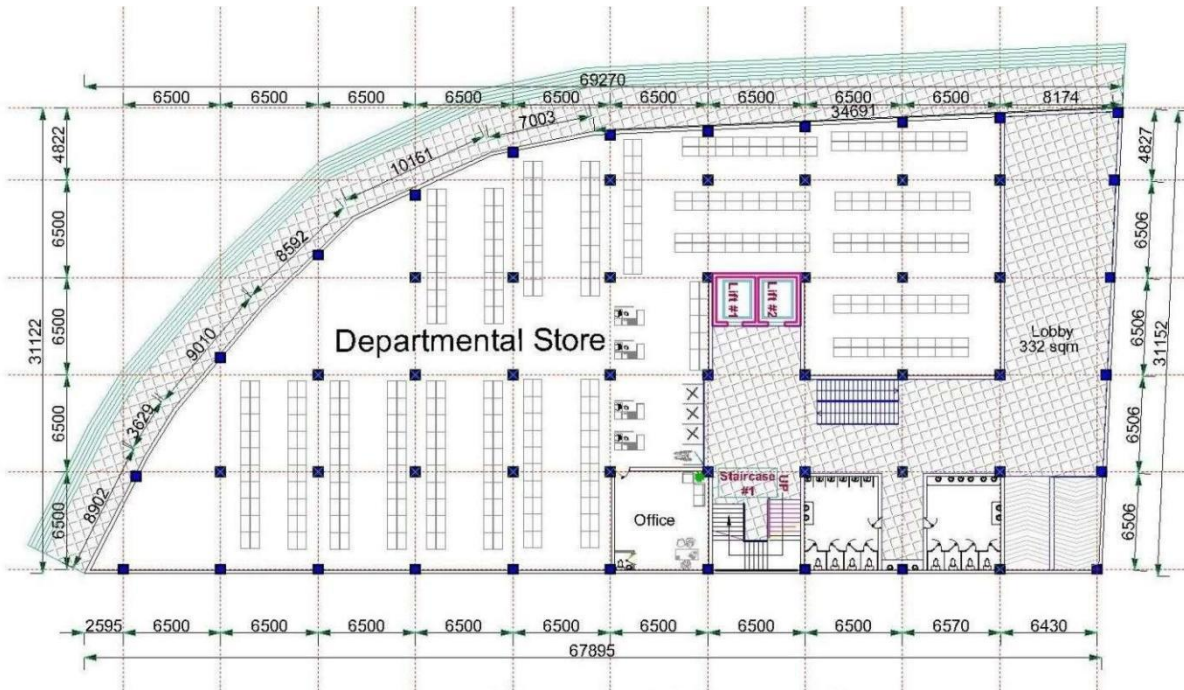 69270
6500 6500 6500 6500 6500 6500 6500 6500 6500 8174
7003 34691
4822 10161 4827
6500 8592 6506
Lift #1 Lift #2
31122 6500 9010 Departmental Store Lobby 6506 31152
332 sqm
6500 3629 6506
Staircase
#1
UP
6500 8902 Office 6506
2595 6500 6500 6500 6500 6500 6500 6500 6570 6430
67895